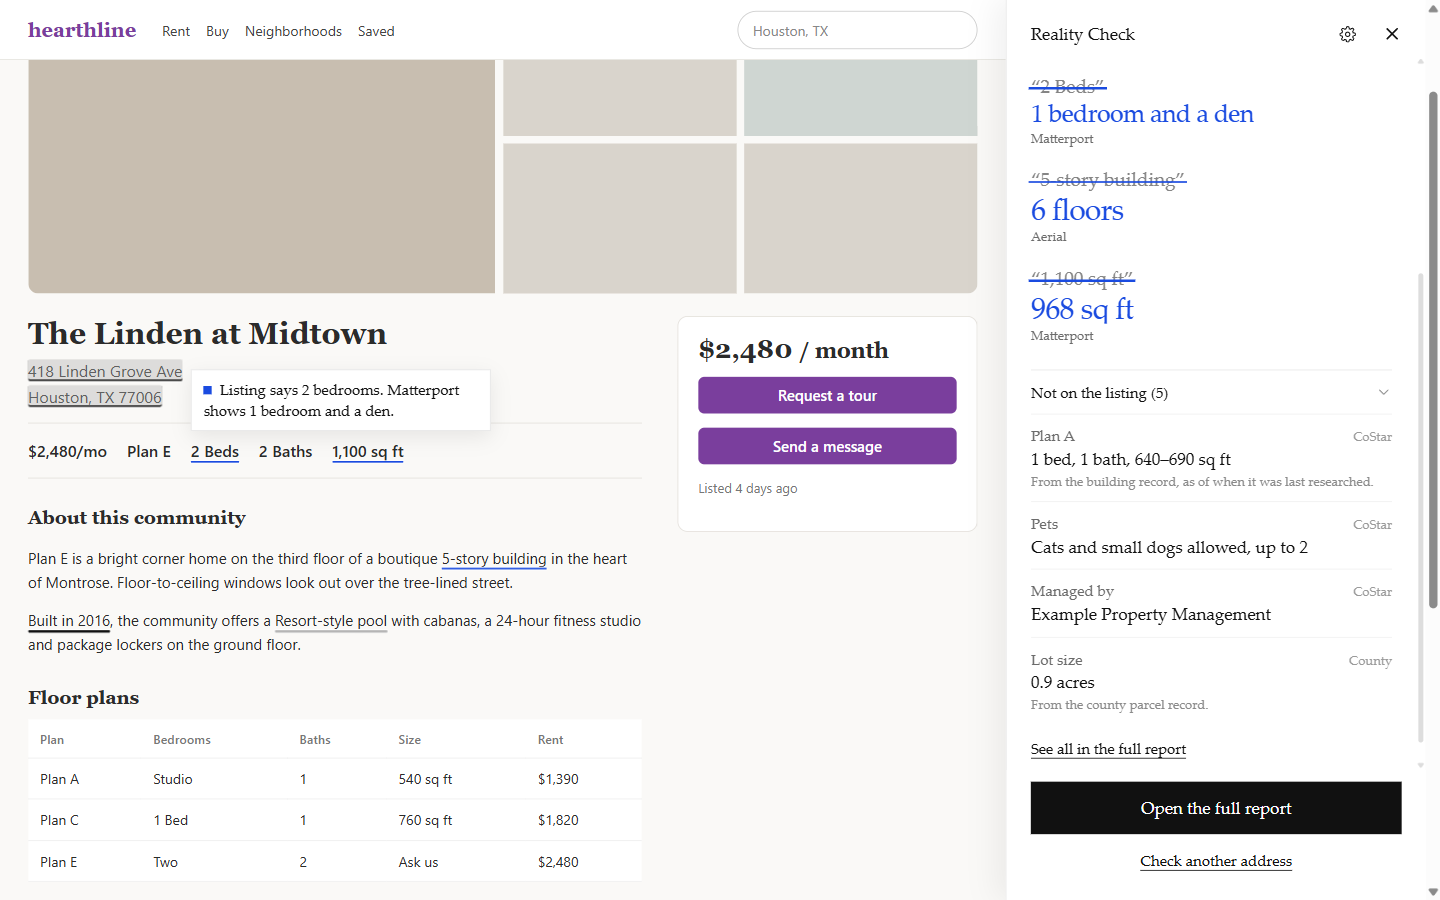 hearthline
Rent
Buy
Neighborhoods
Saved
Houston, TX
The Linden at Midtown
418 Linden Grove Ave
Houston, TX 77006
Listing says 2 bedrooms. Matterport
shows 1 bedroom and a den.
$2,480/mo
Plan E
2 Beds
2 Baths
1,100 sq ft
$2,480 / month
Request a tour
Send a message
Listed 4 days ago
About this community
Plan E is a bright corner home on the third floor of a boutique 5-story building in the heart
of Montrose. Floor-to-ceiling windows look out over the tree-lined street.
Built in 2016, the community offers a Resort-style pool with cabanas, a 24-hour fitness studio
and package lockers on the ground floor.
Floor plans
Plan Bedrooms Baths Size Rent
Plan A Studio 1 540 sq ft $1,390
Plan C 1 Bed 1 760 sq ft $1,820
Plan E Two 2 Ask us $2,480
Reality Check
“2 Beds”
1 bedroom and a den
Matterport
“5-story building”
6 floors
Aerial
“1,100 sq ft”
968 sq ft
Matterport
Not on the listing (5)
Plan A CoStar
1 bed, 1 bath, 640–690 sq ft
From the building record, as of when it was last researched.
Pets CoStar
Cats and small dogs allowed, up to 2
Managed by CoStar
Example Property Management
Lot size County
0.9 acres
From the county parcel record.
See all in the full report
Open the full report
Check another address